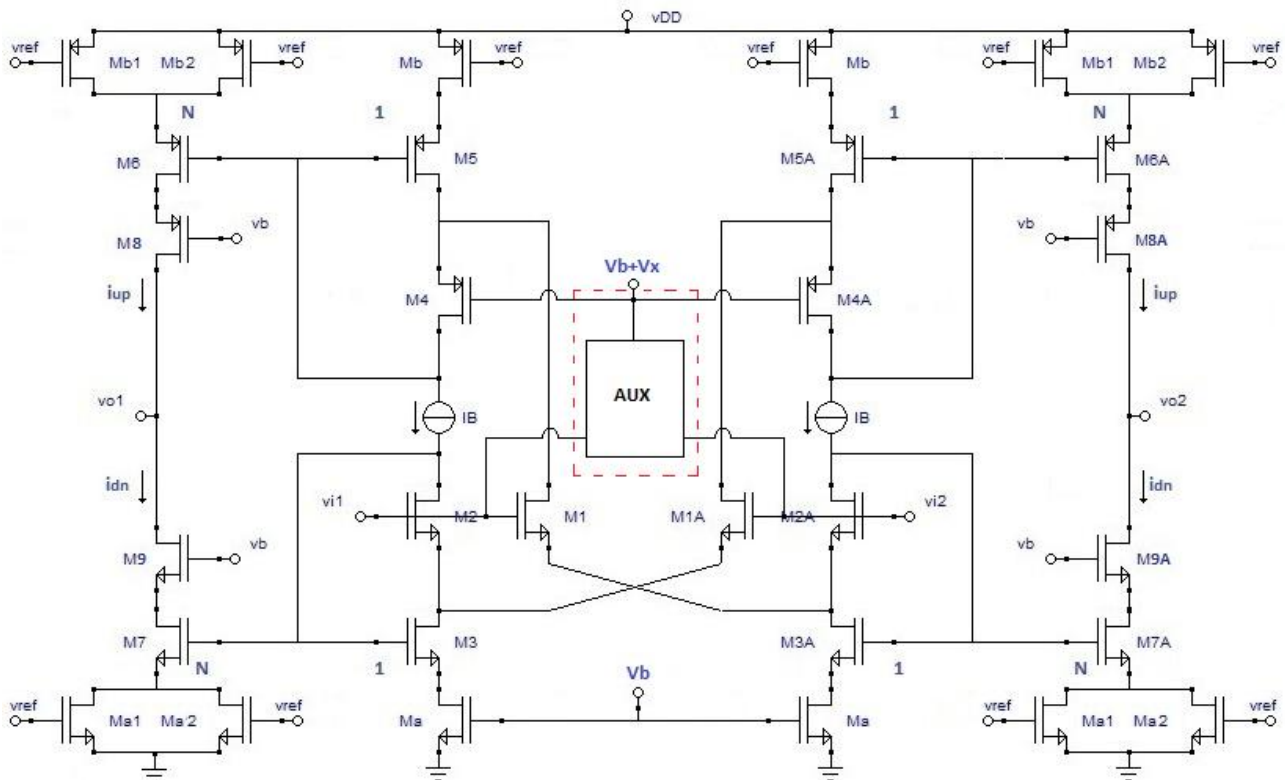 vDD
vref Mb1 Mb2 vref Mb vref vref Mb vref Mb1 Mb2 vref
N 1 1 N
M6 M5 M5A M6A
M8 vb Vb+Vx vb M8A
iup M4 M4A iup
AUX
vo1 IB IB vo2
idn idn
vi1 M2 M1 M1A M2A vi2
M9 vb vb M9A
M7 M3 M3A M7A
N 1 Vb 1 N
vref Ma1 Ma2 vref Ma Ma vref Ma1 Ma2 vref